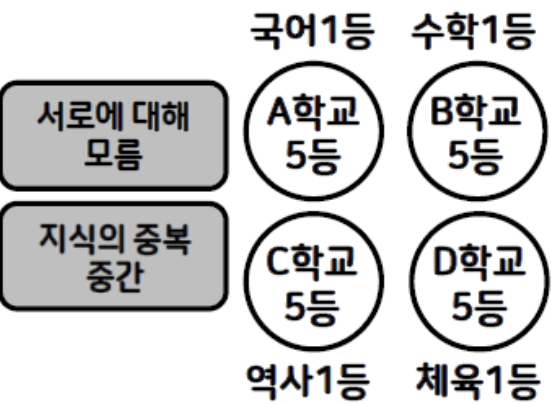 국어1등 수학1등
서로에 대해
모름
A학교
5등
B학교
5등
지식의 중복
중간
C학교
5등
D학교
5등
역사1등 체육1등